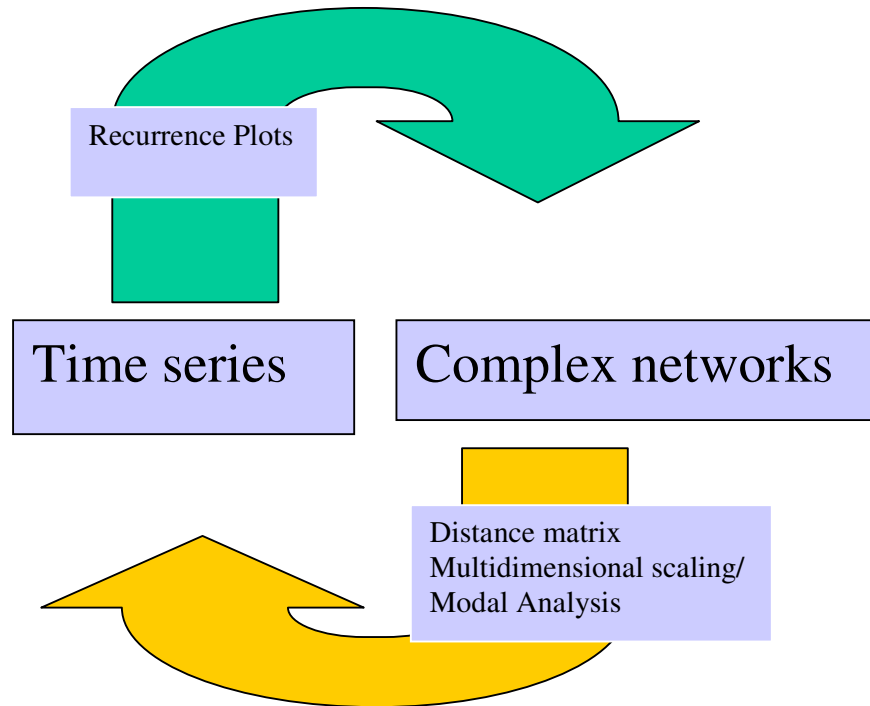 Recurrence Plots
Time series
Complex networks
Distance matrix
Multidimensional scaling/
Modal Analysis